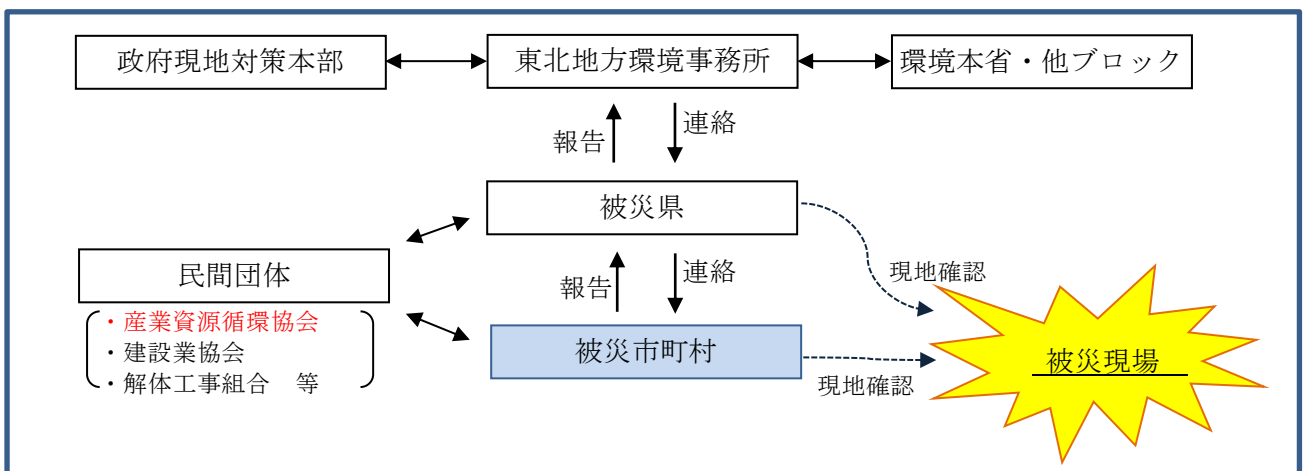 政府現地対策本部
東北地方環境事務所
環境本省・他ブロック
報告
連絡
被災県
民間団体
・産業資源循環協会
・建設業協会
・解体工事組合　等
報告
連絡
現地確認
被災市町村
現地確認
被災現場